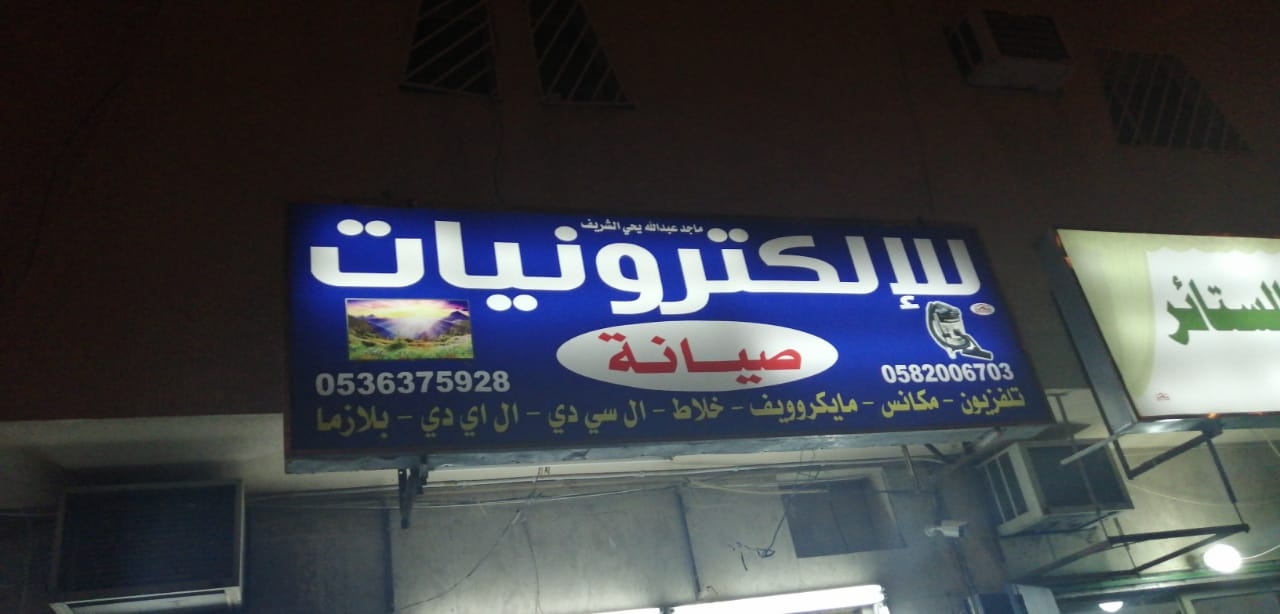 ماجد عبدالله يحي الشريف
للإلكترونيات
صيانة
0582006703
0536375928
تلفزيون - مكانس - مايكروويف - خلاط - ال سي دي - ال اي دي - بلازما
الستائر